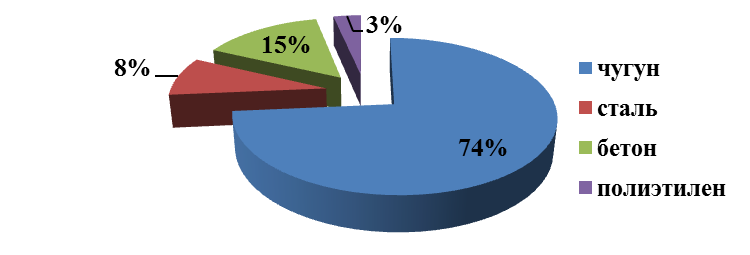 3%
15%
8%
74%
чугун
сталь
бетон
полиэтилен